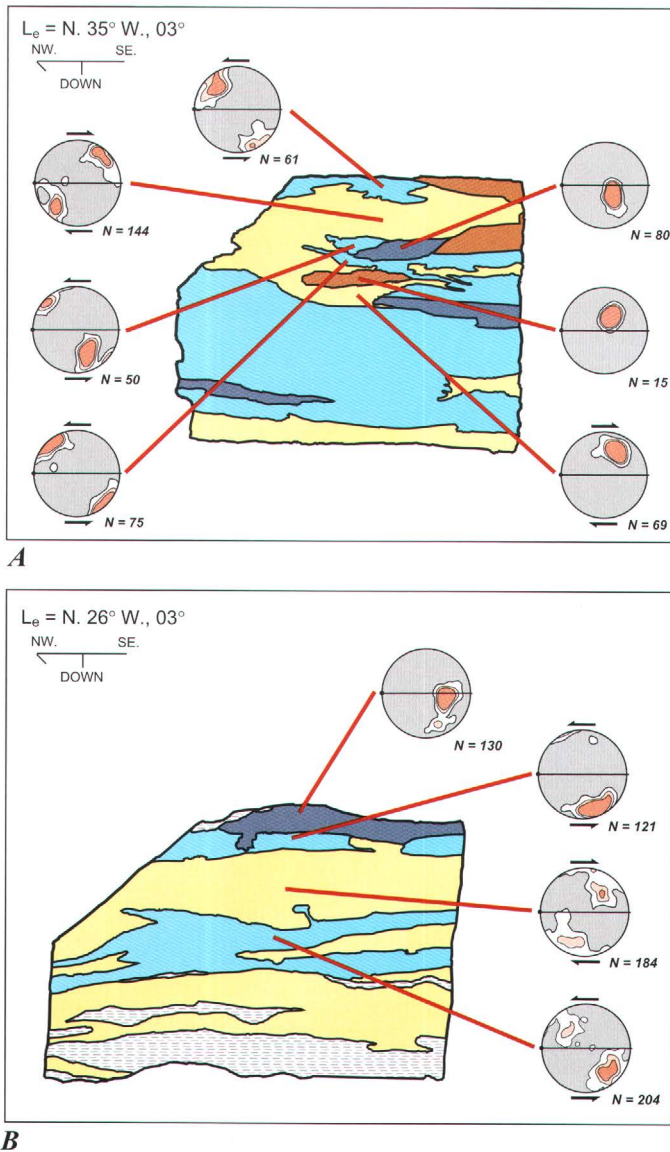 Lₑ = N. 35° W., 03°
NW. SE.
DOWN
N = 61
N = 144
N = 80
N = 50
N = 15
N = 75
N = 69
A
Lₑ = N. 26° W., 03°
NW. SE.
DOWN
N = 130
N = 121
N = 184
N = 204
B